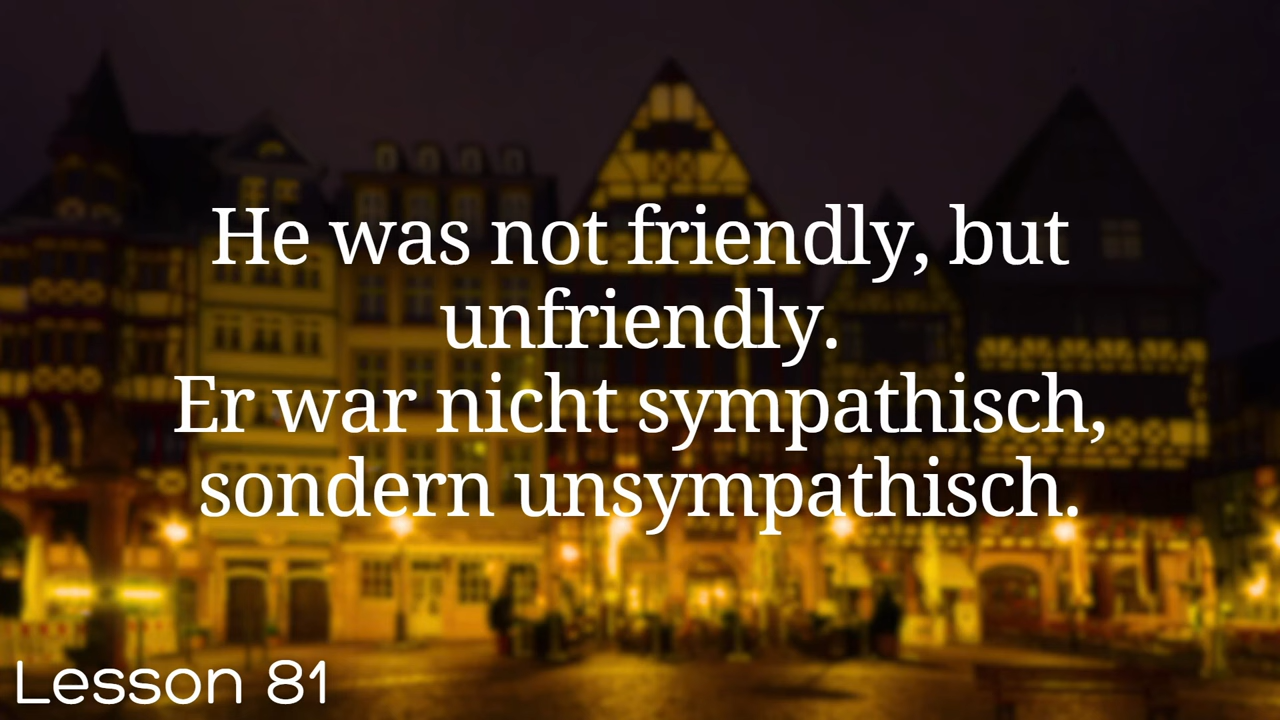 He was not friendly, but
unfriendly.
Er war nicht sympathisch,
sondern unsympathisch.
Lesson 81